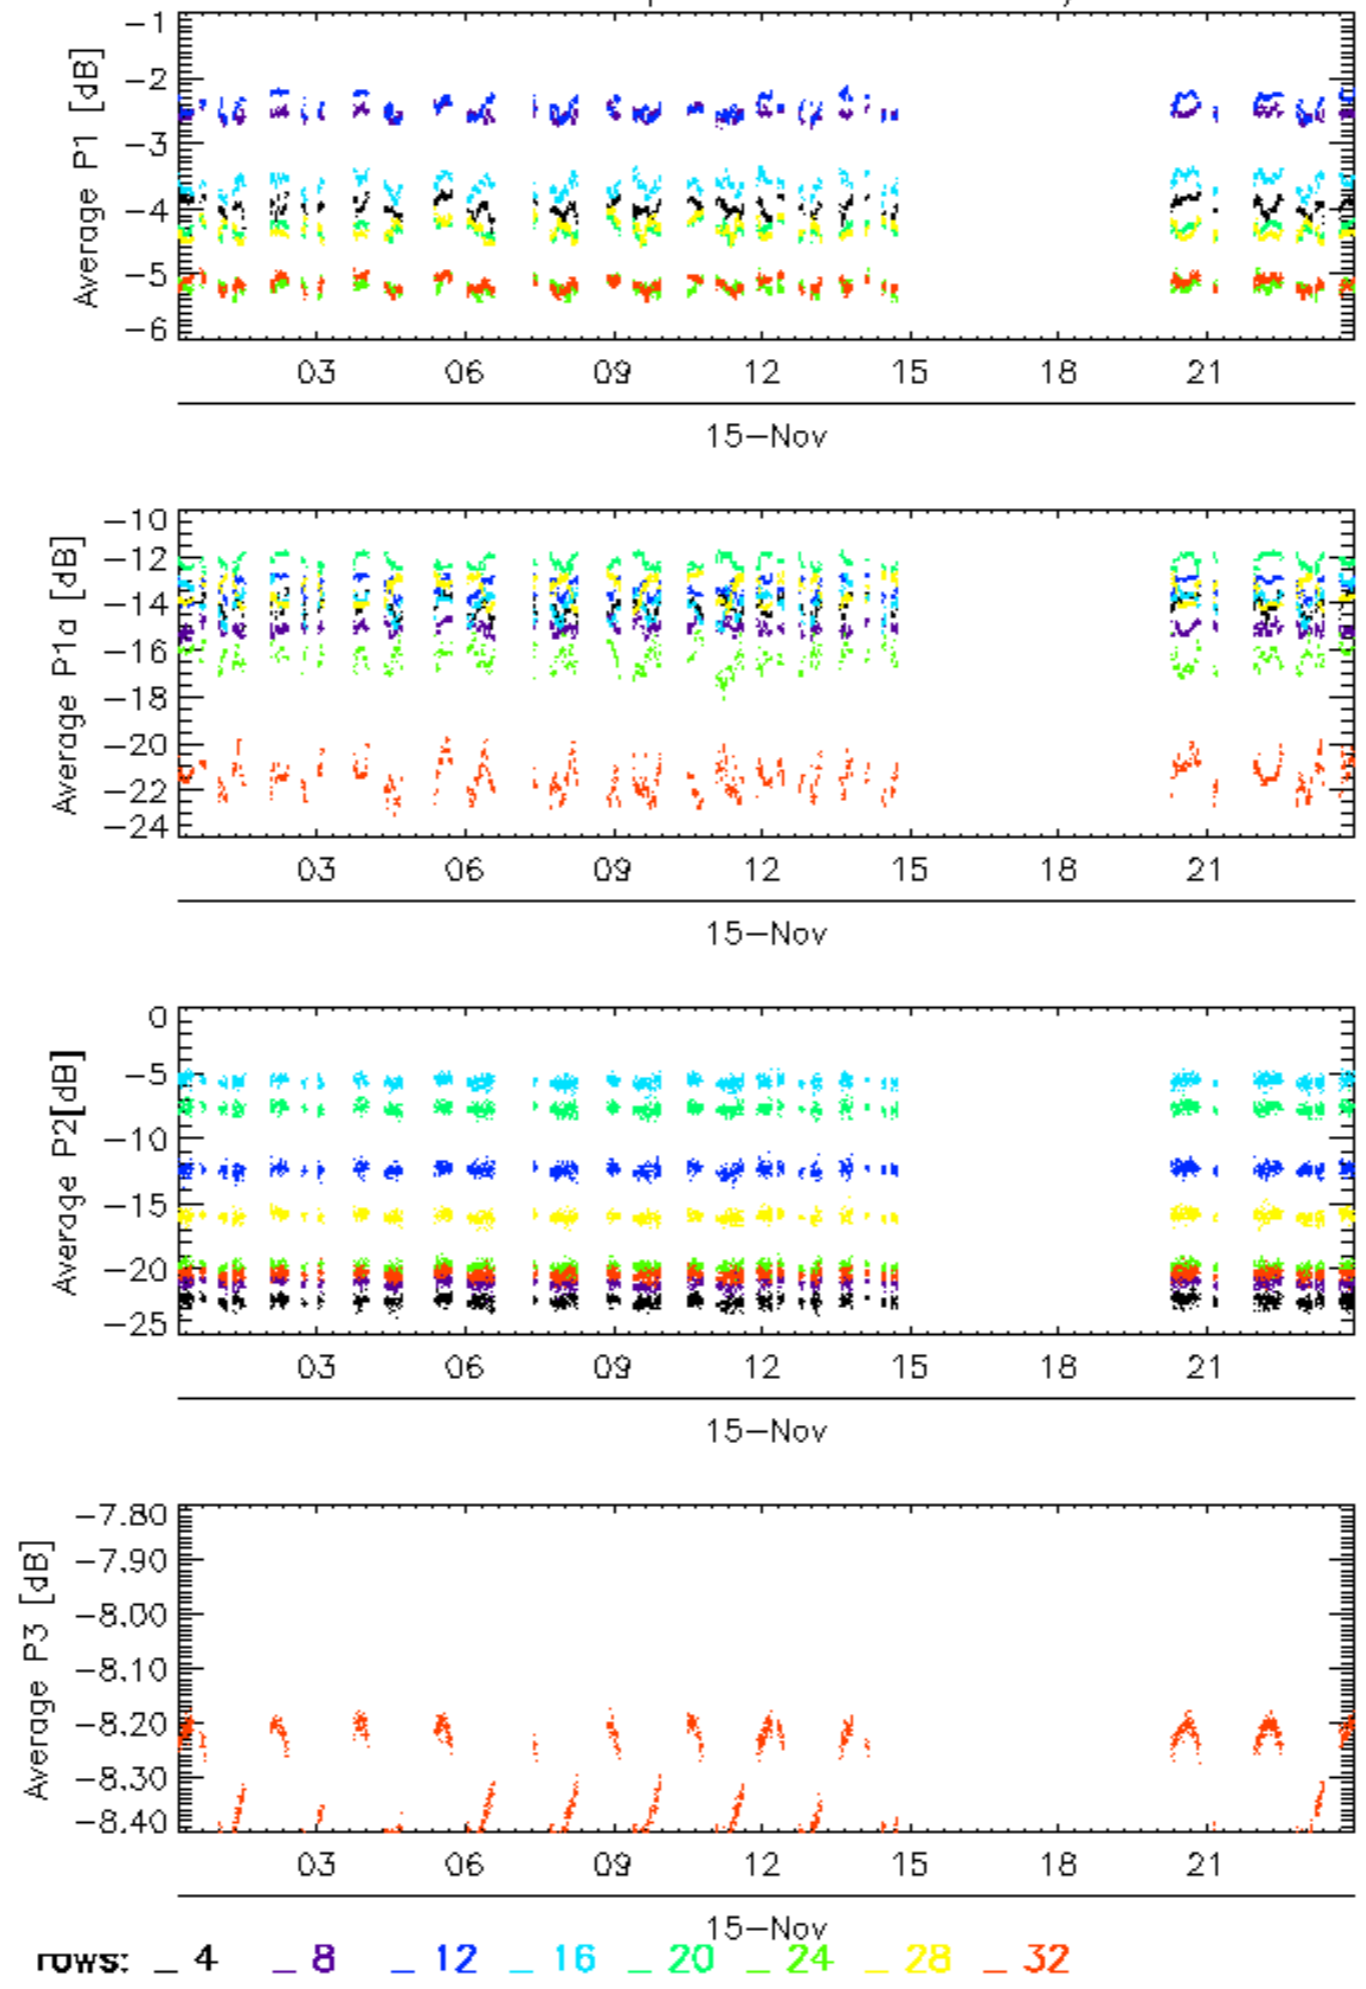 Average P1 [dB]
−1
−2
−3
−4
−5
−6
03 06 09 12 15 18 21
15−Nov
Average P1a [dB]
−10
−12
−14
−16
−18
−20
−22
−24
03 06 09 12 15 18 21
15−Nov
Average P2[dB]
0
−5
−10
−15
−20
−25
03 06 09 12 15 18 21
15−Nov
Average P3 [dB]
−7.80
−7.90
−8.00
−8.10
−8.20
−8.30
−8.40
03 06 09 12 15 18 21
15−Nov
rows: _ 4 _ 8 _ 12 _ 16 _ 20 _ 24 _ 28 _ 32